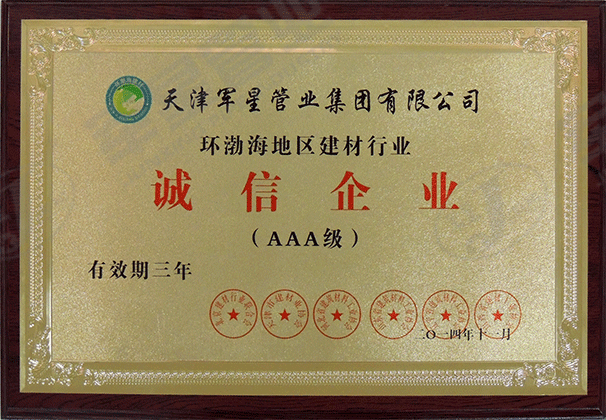 天津军星管业集团有限公司
环渤海地区建材行业
诚信企业
（AAA级）
有效期三年
二〇一四年十一月